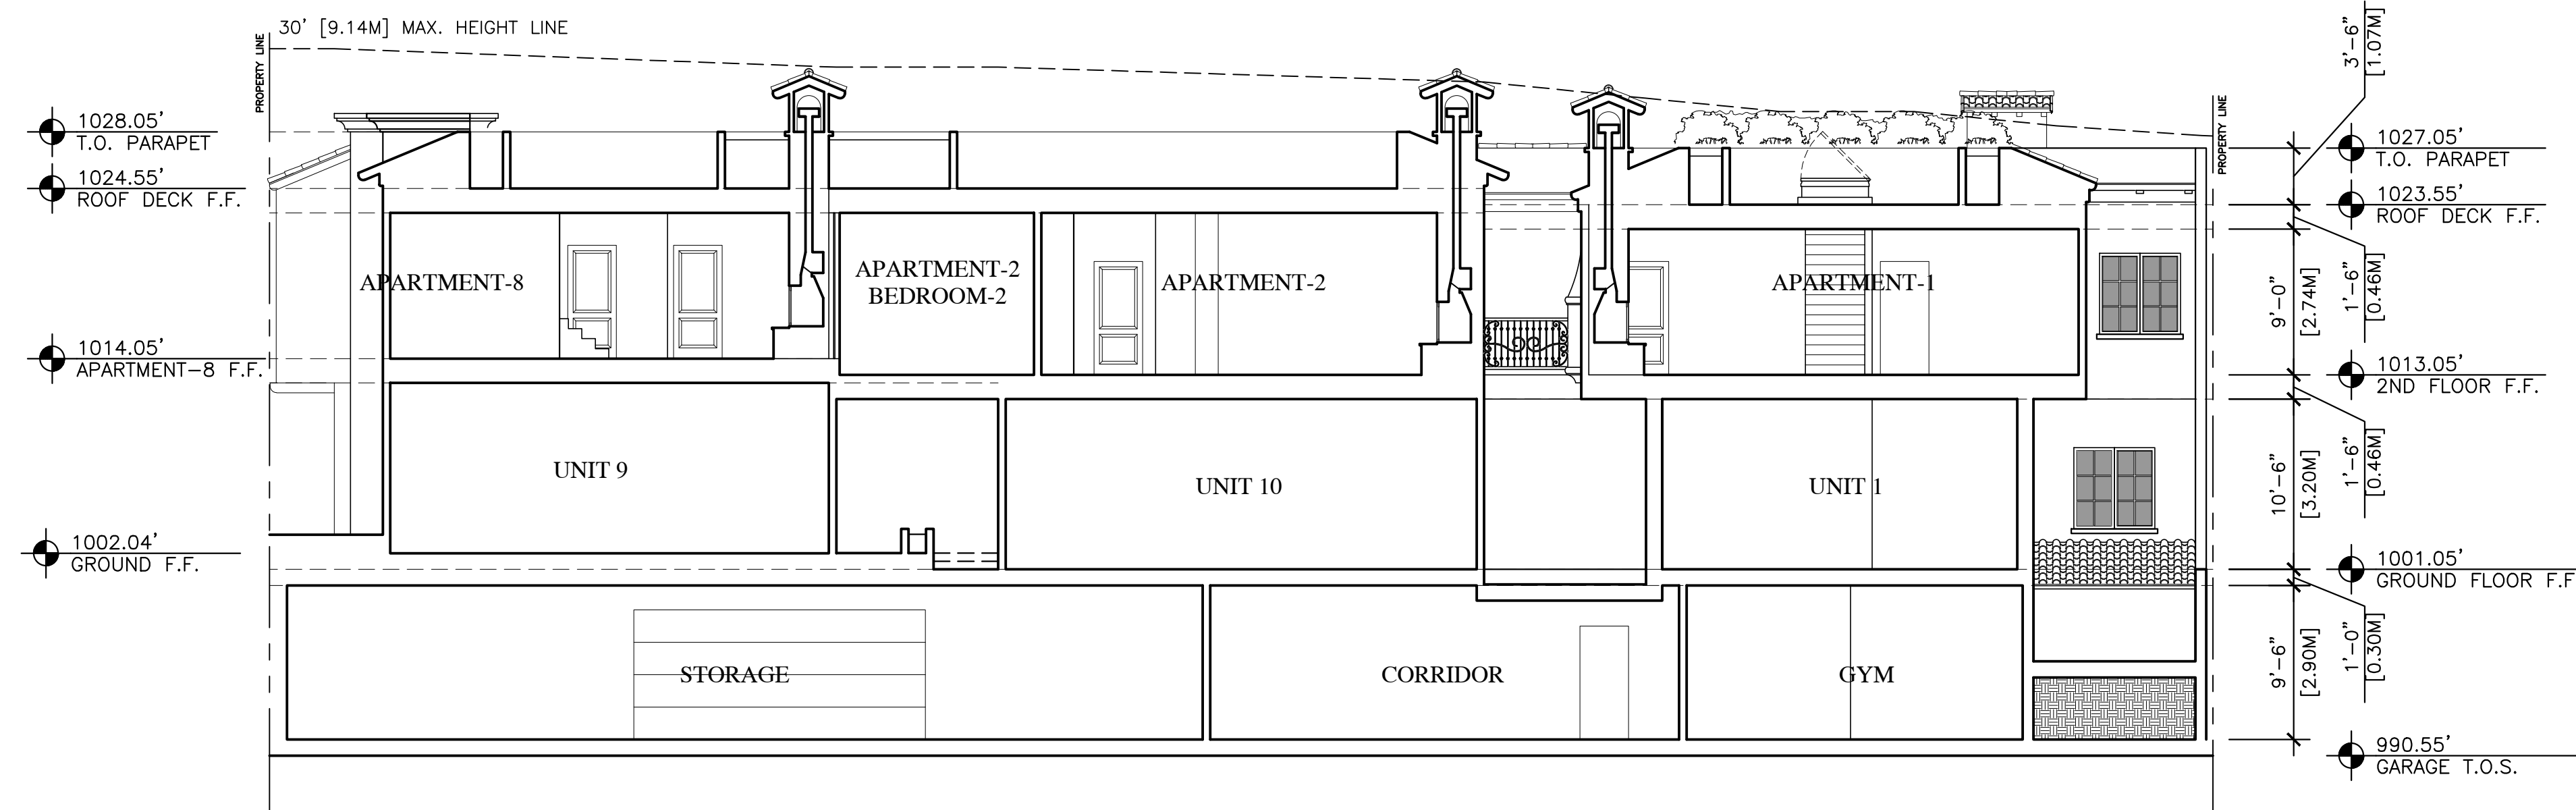 30' [9.14M] MAX. HEIGHT LINE
PROPERTY LINE
1028.05'
T.O. PARAPET
1024.55'
ROOF DECK F.F.
1014.05'
APARTMENT-8 F.F.
1002.04'
GROUND F.F.
APARTMENT-8
APARTMENT-2
BEDROOM-2
APARTMENT-2
APARTMENT-1
UNIT 9
UNIT 10
UNIT 1
STORAGE
CORRIDOR
GYM
PROPERTY LINE
3'-6"
[1.07M]
9'-0"
[2.74M]
1'-6"
[0.46M]
10'-6"
[3.20M]
1'-6"
[0.46M]
9'-6"
[2.90M]
1'-0"
[0.30M]
1027.05'
T.O. PARAPET
1023.55'
ROOF DECK F.F.
1013.05'
2ND FLOOR F.F.
1001.05'
GROUND FLOOR F.F
990.55'
GARAGE T.O.S.